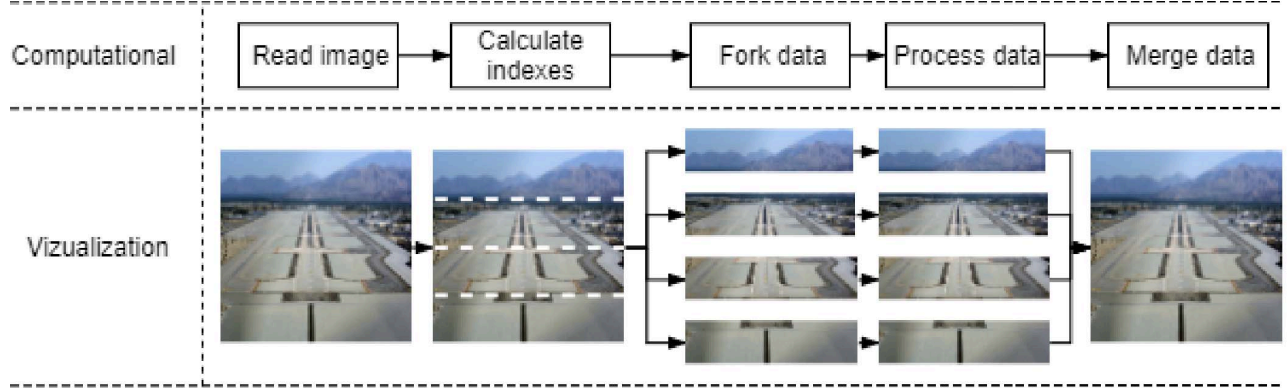 Computational
Read image
Calculate
indexes
Fork data
Process data
Merge data
Vizualization